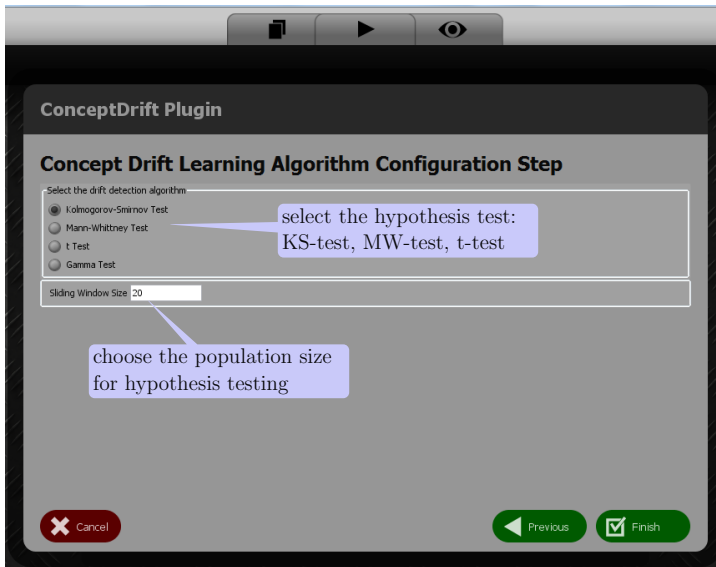 ConceptDrift Plugin
Concept Drift Learning Algorithm Configuration Step
Select the drift detection algorithm
Kolmogorov-Smirnov Test
Mann-Whittney Test
t Test
Gamma Test
select the hypothesis test:
KS-test, MW-test, t-test
Sliding Window Size 20
choose the population size
for hypothesis testing
Cancel
Previous
Finish